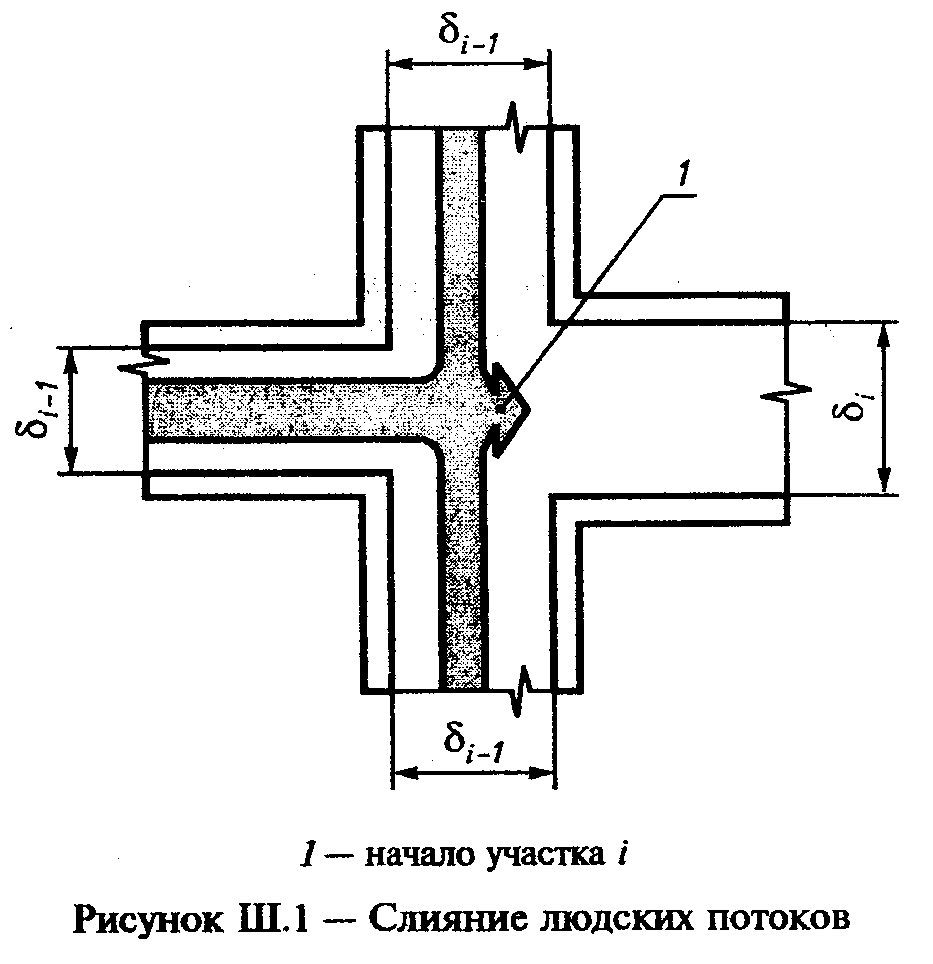 δi–1
1
δi–1
δi
δi–1
1 — начало участка i
Рисунок Ш.1 — Слияние людских потоков